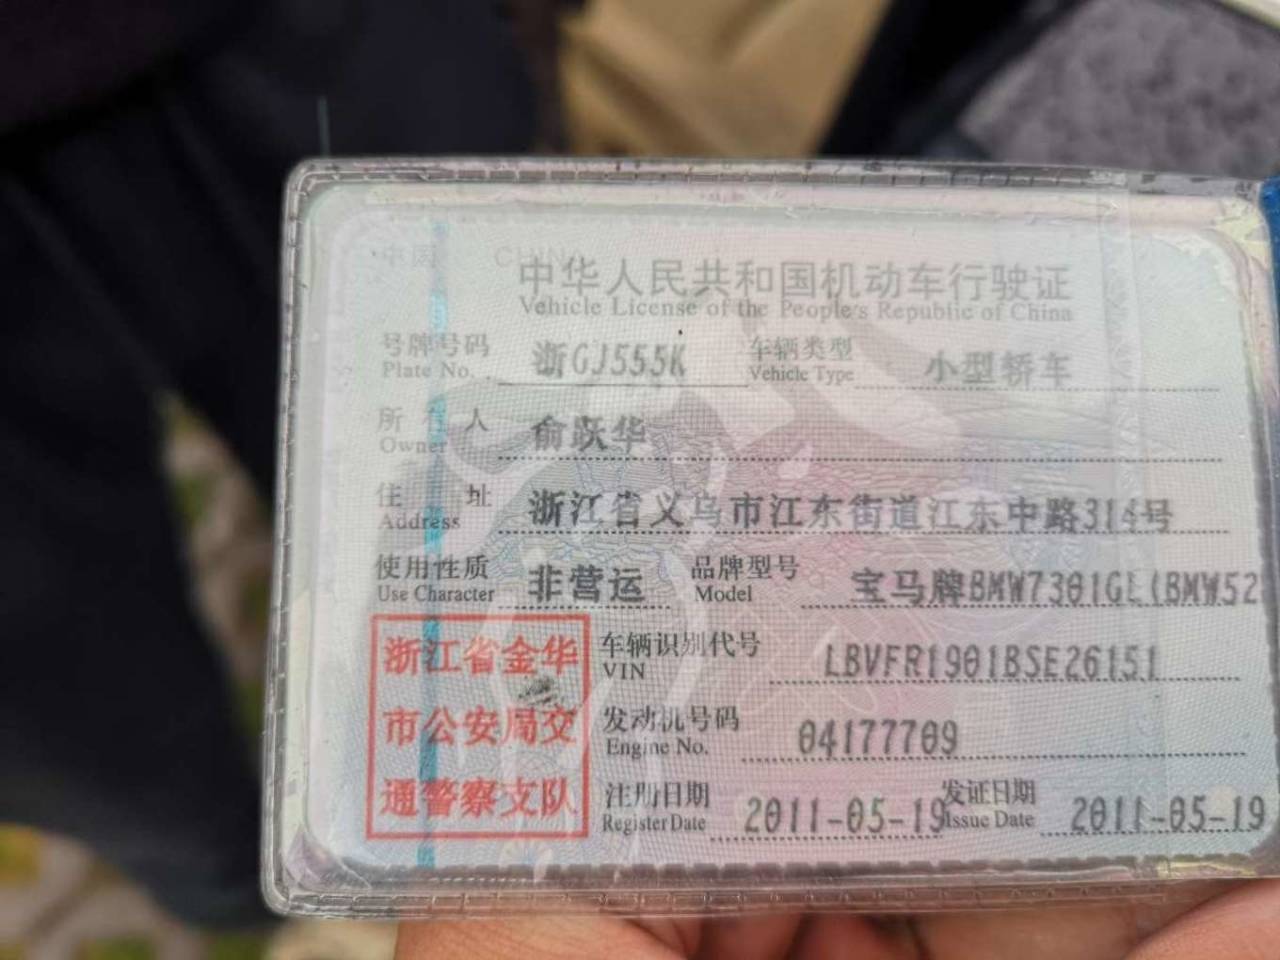 中国 CHINA
中华人民共和国机动车行驶证
Vehicle License of the People's Republic of China
号牌号码 浙GJ555K 车辆类型 小型轿车
Plate No. Vehicle Type
所有人 俞跃华
Owner
住址 浙江省义乌市江东街道江东中路314号
Address
使用性质 非营运 品牌型号 宝马牌BMW7301GL(BMW52
Use Character Model
浙江省金华
市公安局交
通警察支队
车辆识别代号 LBVFR1901BSE26151
VIN
发动机号码 04177709
Engine No.
注册日期 2011-05-19 发证日期 2011-05-19
Register Date Issue Date